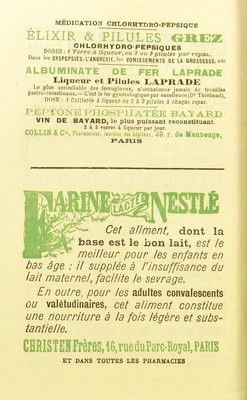 MÉDICATION CHLORHYDRO-PEPSIQUE
ÉLIXIR & PILULES GREZ
CHLORHYDRO-PEPSIQUES
DOSES : 1 Verre à liqueur, ou 2 ou 3 pilules par repas,
Dans les DYSPEPSIES, L'ANOREXIE, les VOMISSEMENTS DE LA GROSSESSE, etc
ALBUMINATE DE FER LAPRADE
Liqueur et Pilules LAPRADE
Le plus assimilable des ferrugineux, n'occasionne jamais de troubles
gastro-intestinaux. — C'est le fer gynécologique par excellence (Dr Thiébaud).
DOSE : 1 Cuillerée à liqueur ou 2 à 3 pilules à chaque repas.
PEPTONE PHOSPHATÉE BAYARD
VIN DE BAYARD, le plus puissant reconstituant.
2 à 3 verres à liqueur par jour.
COLLIN & Cie, Pharmaciens, lauréats des hôpitaux, 49, r. de Maubeuge,
PARIS
FARINE LACTÉE NESTLÉ
Cet aliment, dont la
base est le bon lait, est le
meilleur pour les enfants en
bas âge : il supplée à l'insuffisance du
lait maternel, facilite le sevrage.
En outre, pour les adultes convalescents
ou valétudinaires, cet aliment constitue
une nourriture à la fois légère et subs-
tantielle.
CHRISTEN Frères, 16, rue du Parc-Royal, PARIS
ET DANS TOUTES LES PHARMACIES